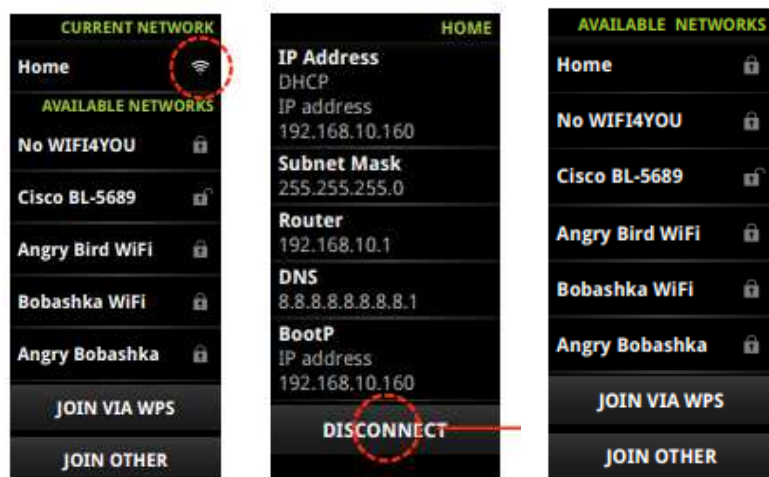 CURRENT NETWORK
Home
AVAILABLE NETWORKS
No WIFI4YOU
Cisco BL-5689
Angry Bird WiFi
Bobashka WiFi
Angry Bobashka
JOIN VIA WPS
JOIN OTHER
HOME
IP Address
DHCP
IP address
192.168.10.160
Subnet Mask
255.255.255.0
Router
192.168.10.1
DNS
8.8.8.8.8.8.8.8.1
BootP
IP address
192.168.10.160
DISCONNECT
AVAILABLE NETWORKS
Home
No WIFI4YOU
Cisco BL-5689
Angry Bird WiFi
Bobashka WiFi
Angry Bobashka
JOIN VIA WPS
JOIN OTHER